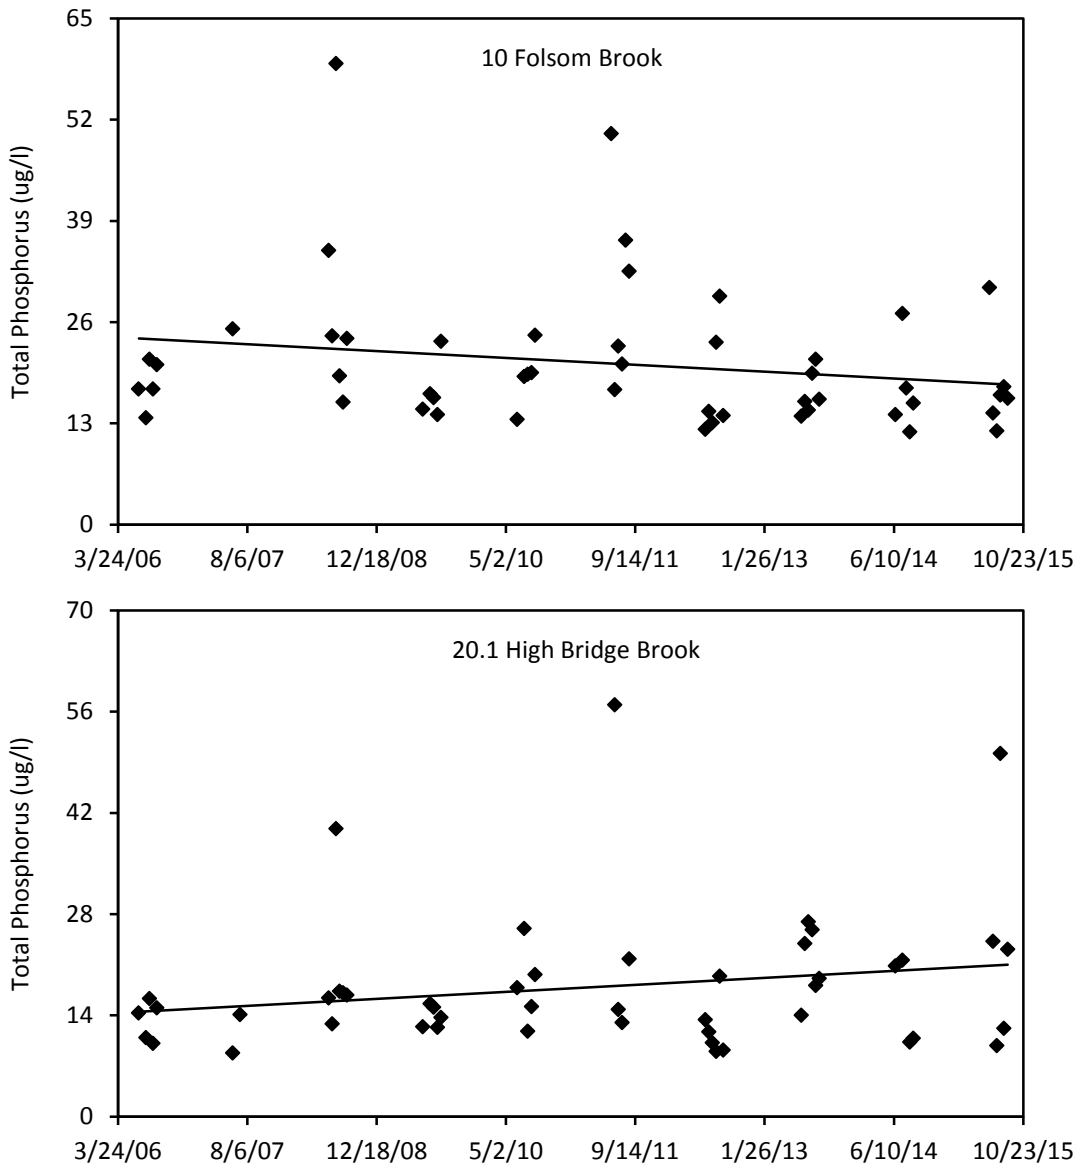 65
10 Folsom Brook
52
39
26
13
0
Total Phosphorus (ug/l)
3/24/06 8/6/07 12/18/08 5/2/10 9/14/11 1/26/13 6/10/14 10/23/15
70
20.1 High Bridge Brook
56
42
28
14
0
Total Phosphorus (ug/l)
3/24/06 8/6/07 12/18/08 5/2/10 9/14/11 1/26/13 6/10/14 10/23/15